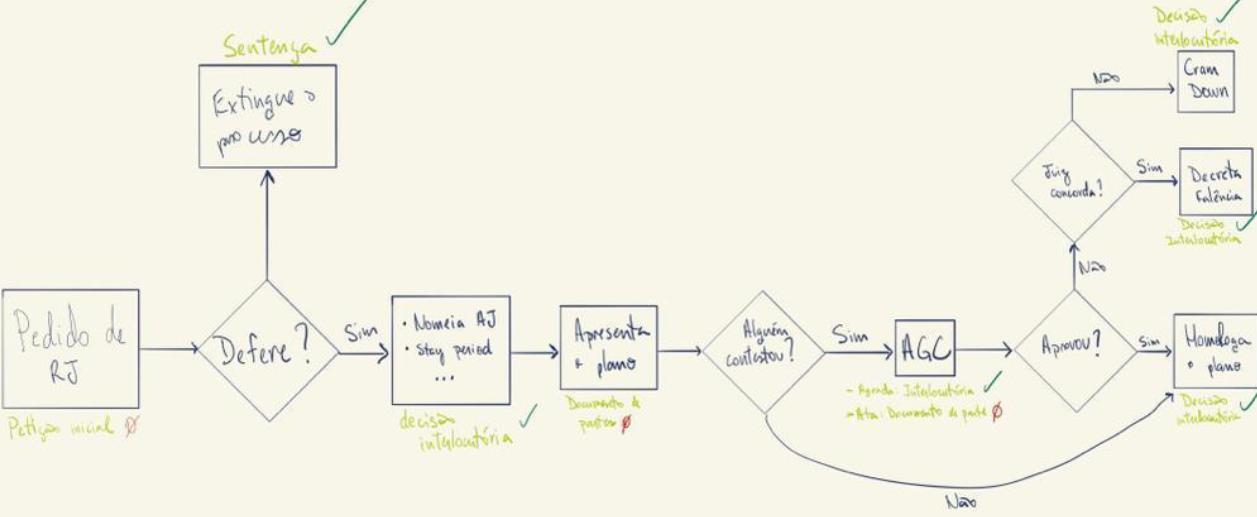 Sentença
Extingue o
processo
Pedido de
RJ
Petição inicial
Defere?
Sim
• Nomeia AJ
• Stay period
...
decisão
interlocutória
Apresenta
o plano
Documento de
partes
Alguém
contestou?
Sim
AGC
- Agenda: Interlocutória
- Ata: Documento de parte
Não
Aprovou?
Sim
Homologa
o plano
Decisão
interlocutória
Não
Juiz
concorda?
Sim
Decreta
Falência
Decisão
Interlocutória
Não
Cram
Down
Decisão
interlocutória